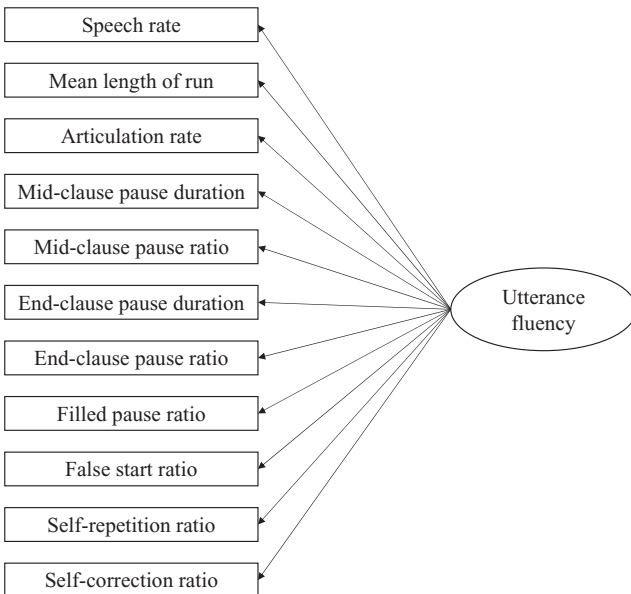 Speech rate
Mean length of run
Articulation rate
Mid-clause pause duration
Mid-clause pause ratio
End-clause pause duration
End-clause pause ratio
Filled pause ratio
False start ratio
Self-repetition ratio
Self-correction ratio
Utterance
fluency